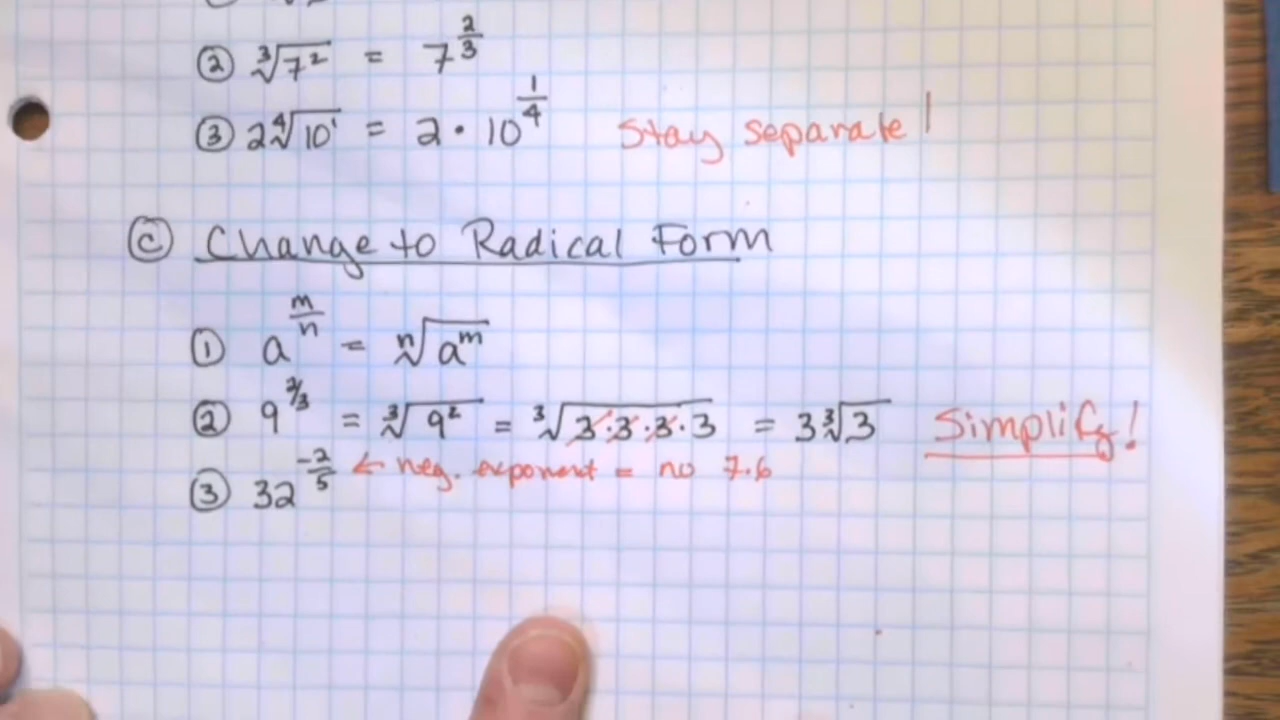 ② ∛7² = 7^(2/3)
③ 2∜10¹ = 2 · 10^(1/4) Stay separate!
Ⓒ Change to Radical Form
① a^(m/n) = ⁿ√a^m
② 9^(2/3) = ∛9² = ∛3·3·3·3 = 3∛3 Simplify!
③ 32^(-2/5) ← neg. exponent = no 7.6